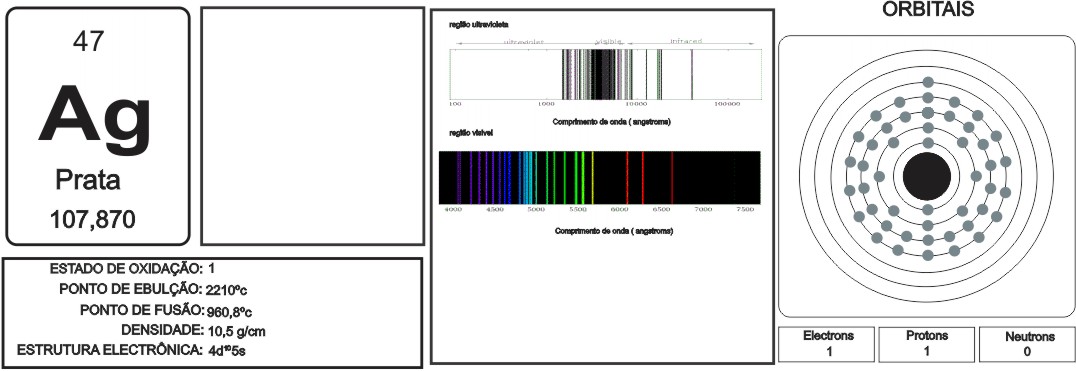 47
Ag
Prata
107,870
ESTADO DE OXIDAÇÃO: 1
PONTO DE EBULÇÃO: 2210ºc
PONTO DE FUSÃO: 960,8ºc
DENSIDADE: 10,5 g/cm
ESTRUTURA ELECTRÔNICA: 4d¹⁰5s
região ultravioleta
ultraviolet visible infrared
100 1000 10000 100000
Comprimento de onda ( angstroms)
região visível
4000 4500 5000 5500 6000 6500 7000 7500
Comprimento de onda ( angstroms)
ORBITAIS
Electrons
1
Protons
1
Neutrons
0